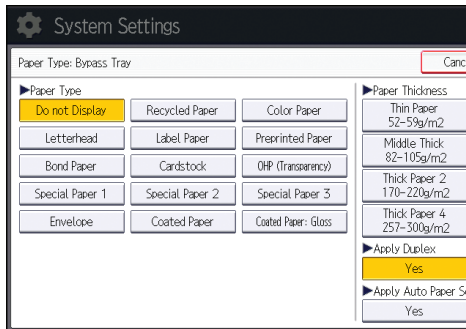 System Settings
Paper Type: Bypass Tray
Canc
▶Paper Type
Do not Display
Recycled Paper
Color Paper
Letterhead
Label Paper
Preprinted Paper
Bond Paper
Cardstock
OHP (Transparency)
Special Paper 1
Special Paper 2
Special Paper 3
Envelope
Coated Paper
Coated Paper: Gloss
▶Paper Thickness
Thin Paper
52-59g/m2
Middle Thick
82-105g/m2
Thick Paper 2
170-220g/m2
Thick Paper 4
257-300g/m2
▶Apply Duplex
Yes
▶Apply Auto Paper Se
Yes